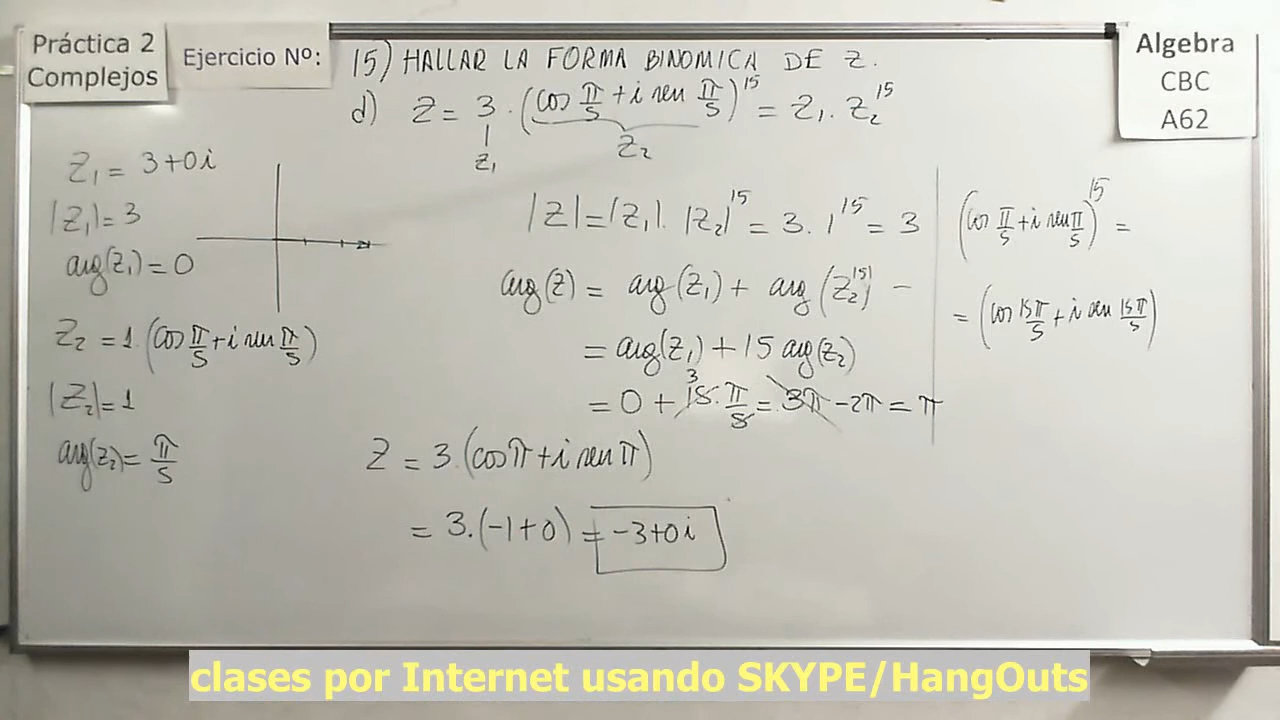 Práctica 2
Complejos
Ejercicio Nº:
15) HALLAR LA FORMA BINOMICA DE Z.
d) Z = 3 · (cos π/5 + i sen π/5)^15 = Z₁ · Z₂^15
Z₁
Z₂
Algebra
CBC
A62
Z₁ = 3+0i
|Z₁| = 3
arg(Z₁) = 0
Z₂ = 1·(cos π/5 + i sen π/5)
|Z₂| = 1
arg(Z₂) = π/5
|Z| = |Z₁| · |Z₂|^15 = 3 · 1^15 = 3
arg(Z) = arg(Z₁) + arg(Z₂^15) -
= arg(Z₁) + 15 arg(Z₂)
3
= 0 + 15 · π/5 = 3π - 2π = π
Z = 3·(cos π + i sen π)
= 3·(-1+0) = -3+0i
(cos π/5 + i sen π/5)^15 =
= (cos 15π/5 + i sen 15π/5)
clases por Internet usando SKYPE/HangOuts